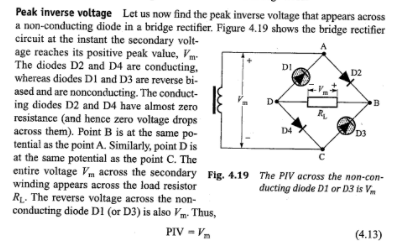 Peak inverse voltage Let us now find the peak inverse voltage that appears across
a non-conducting diode in a bridge rectifier. Figure 4.19 shows the bridge rectifier
circuit at the instant the secondary volt-
age reaches its positive peak value, Vm.
The diodes D2 and D4 are conducting,
whereas diodes D1 and D3 are reverse bi-
ased and are nonconducting. The conduct-
ing diodes D2 and D4 have almost zero
resistance (and hence zero voltage drops
across them). Point B is at the same po-
tential as the point A. Similarly, point D is
at the same potential as the point C. The
entire voltage Vm across the secondary
winding appears across the load resistor
RL. The reverse voltage across the non-
conducting diode D1 (or D3) is also Vm. Thus,
PIV = Vm (4.13)
A
+
D1
D2
Vm
- Vm +
D
B
RL
D4
D3
-
C
Fig. 4.19 The PIV across the non-con-
ducting diode D1 or D3 is Vm